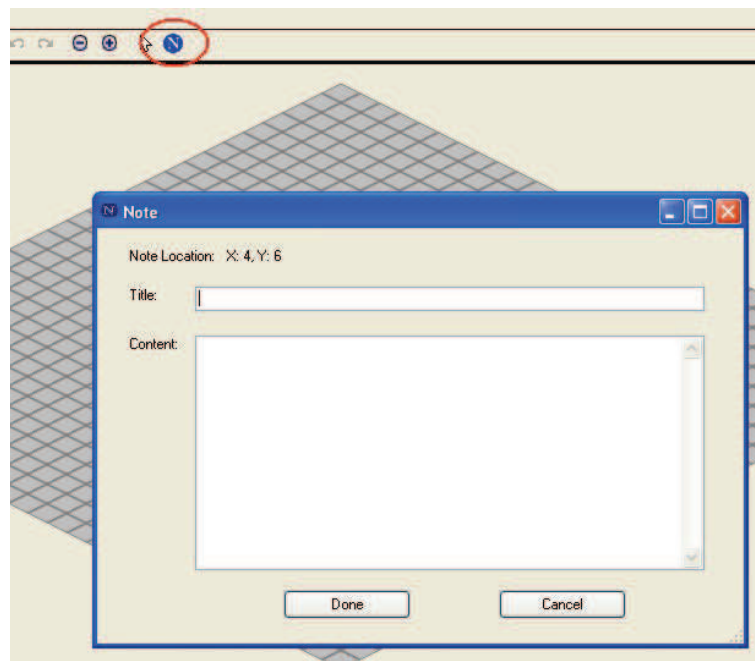 N
N Note
Note Location: X: 4, Y: 6
Title:
Content:
Done Cancel